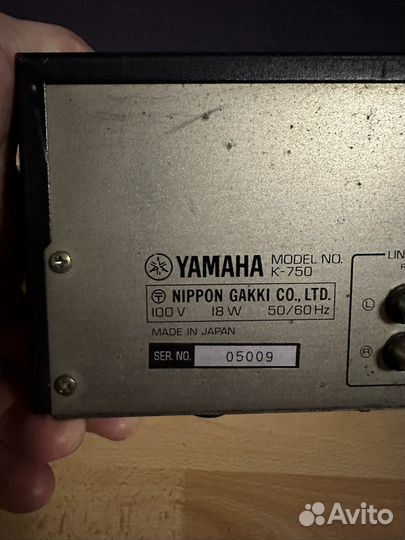 YAMAHA MODEL NO. K-750
NIPPON GAKKI CO., LTD.
100 V 18 W 50/60 Hz
MADE IN JAPAN
SER. NO. 05009
LIN
R
L
R
Avito